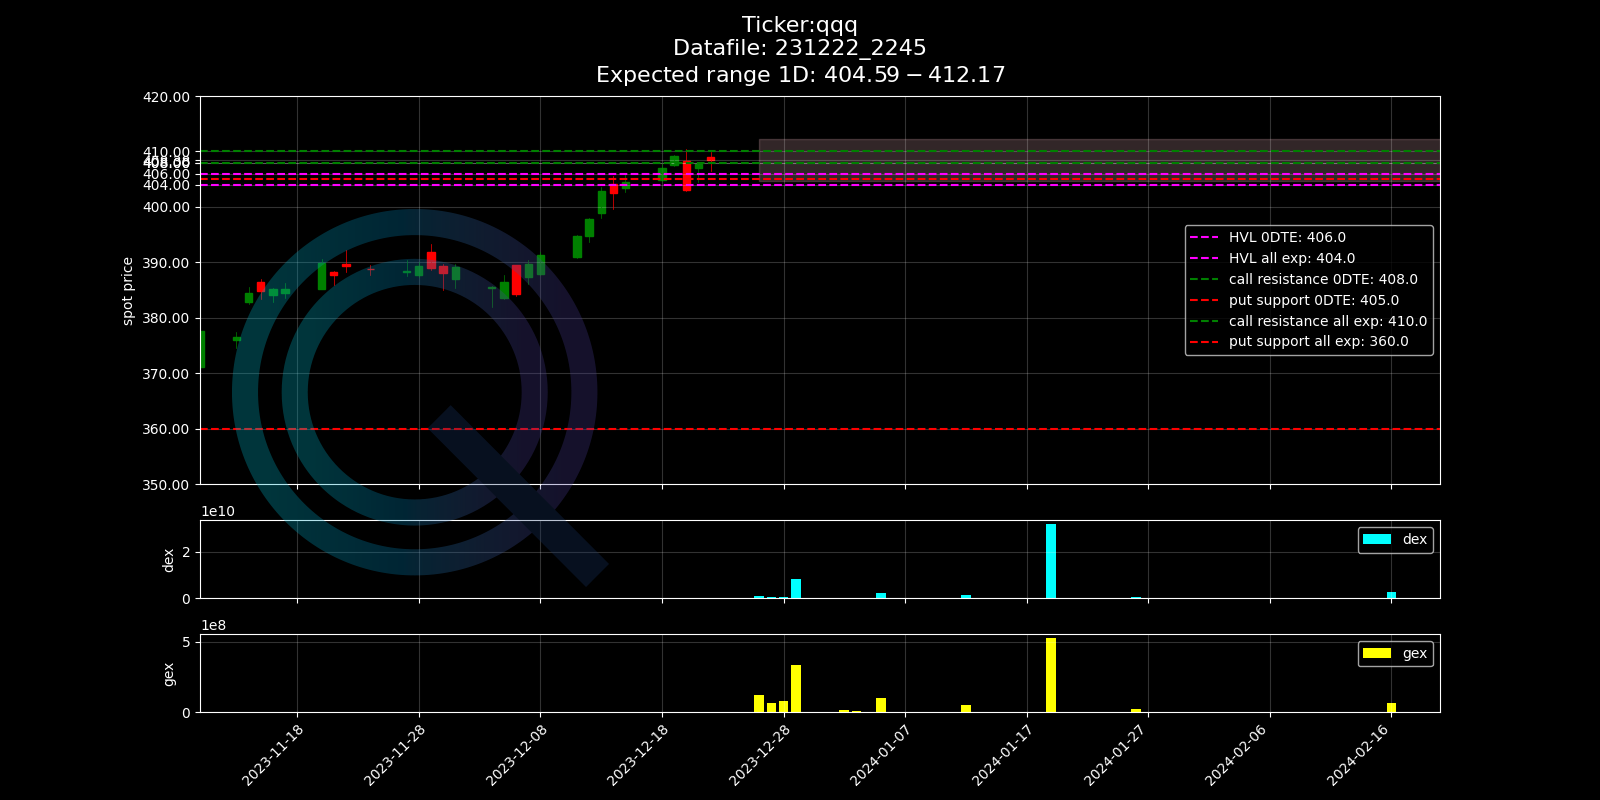 Ticker:qqq
Datafile: 231222_2245
Expected range 1D: 404.59 − 412.17
420.00
410.00
408.00
406.00
404.00
400.00
390.00
380.00
370.00
360.00
350.00
spot price
HVL 0DTE: 406.0
HVL all exp: 404.0
call resistance 0DTE: 408.0
put support 0DTE: 405.0
call resistance all exp: 410.0
put support all exp: 360.0
1e10
2
0
dex
dex
1e8
5
0
gex
gex
2023-11-18
2023-11-28
2023-12-08
2023-12-18
2023-12-28
2024-01-07
2024-01-17
2024-01-27
2024-02-06
2024-02-16